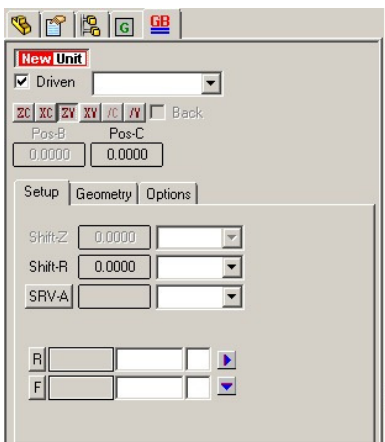 G GB
New Unit
Driven
ZC XC ZY XY /C /Y Back
Pos-B Pos-C
0.0000 0.0000
Setup Geometry Options
Shift-Z 0.0000
Shift-R 0.0000
SRV-A
R
F